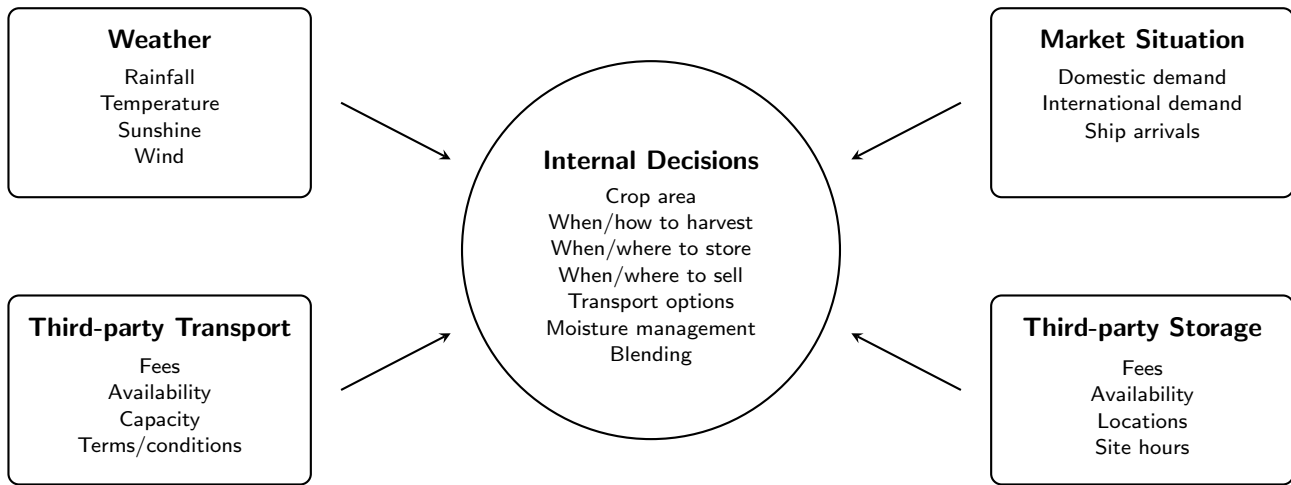 Weather
Rainfall
Temperature
Sunshine
Wind
Market Situation
Domestic demand
International demand
Ship arrivals
Internal Decisions
Crop area
When/how to harvest
When/where to store
When/where to sell
Transport options
Moisture management
Blending
Third-party Transport
Fees
Availability
Capacity
Terms/conditions
Third-party Storage
Fees
Availability
Locations
Site hours